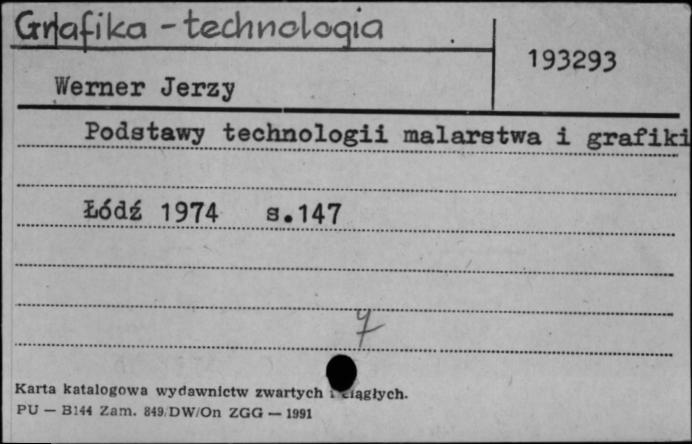 Grafika - technologia
193293
Werner Jerzy
Podstawy technologii malarstwa i grafiki
Łódź 1974 s.147
Karta katalogowa wydawnictw zwartych i ciągłych.
PU — B144 Zam. 849/DW/On ZGG — 1991